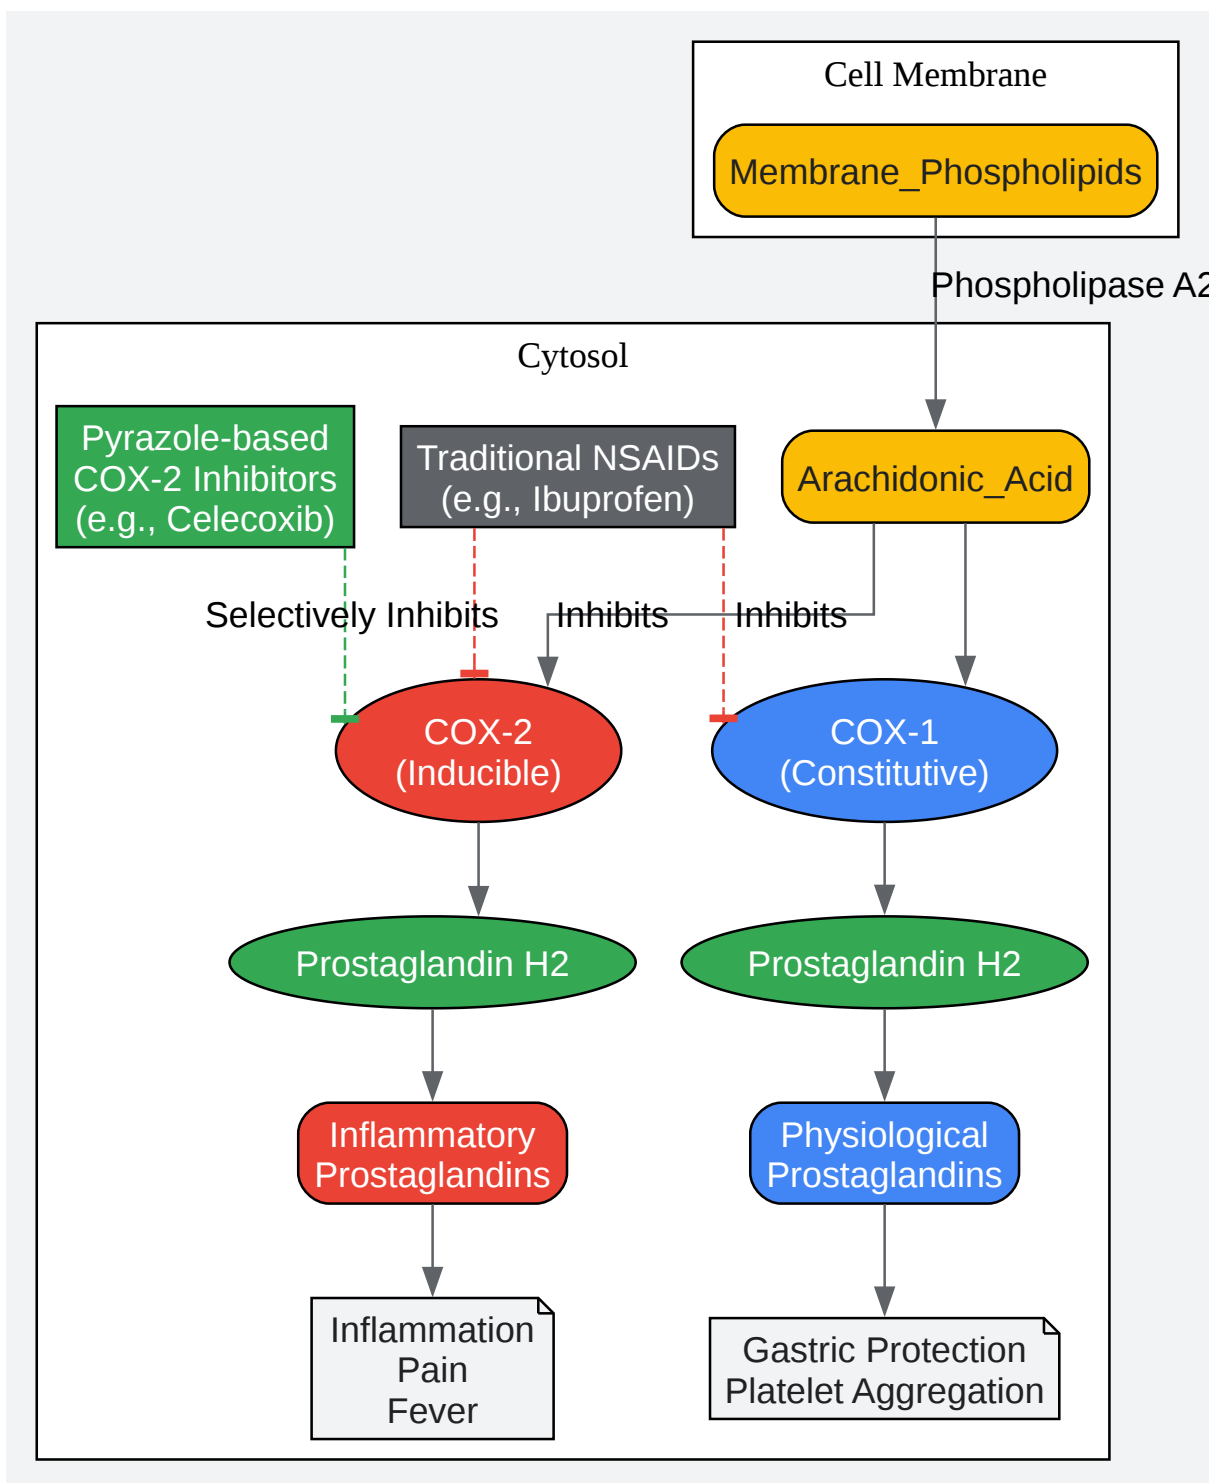 Cell Membrane
Membrane_Phospholipids
Phospholipase A2
Cytosol
Pyrazole-based
COX-2 Inhibitors
(e.g., Celecoxib)
Traditional NSAIDs
(e.g., Ibuprofen)
Arachidonic_Acid
Selectively Inhibits
Inhibits
Inhibits
COX-2
(Inducible)
COX-1
(Constitutive)
Prostaglandin H2
Prostaglandin H2
Inflammatory
Prostaglandins
Physiological
Prostaglandins
Inflammation
Pain
Fever
Gastric Protection
Platelet Aggregation